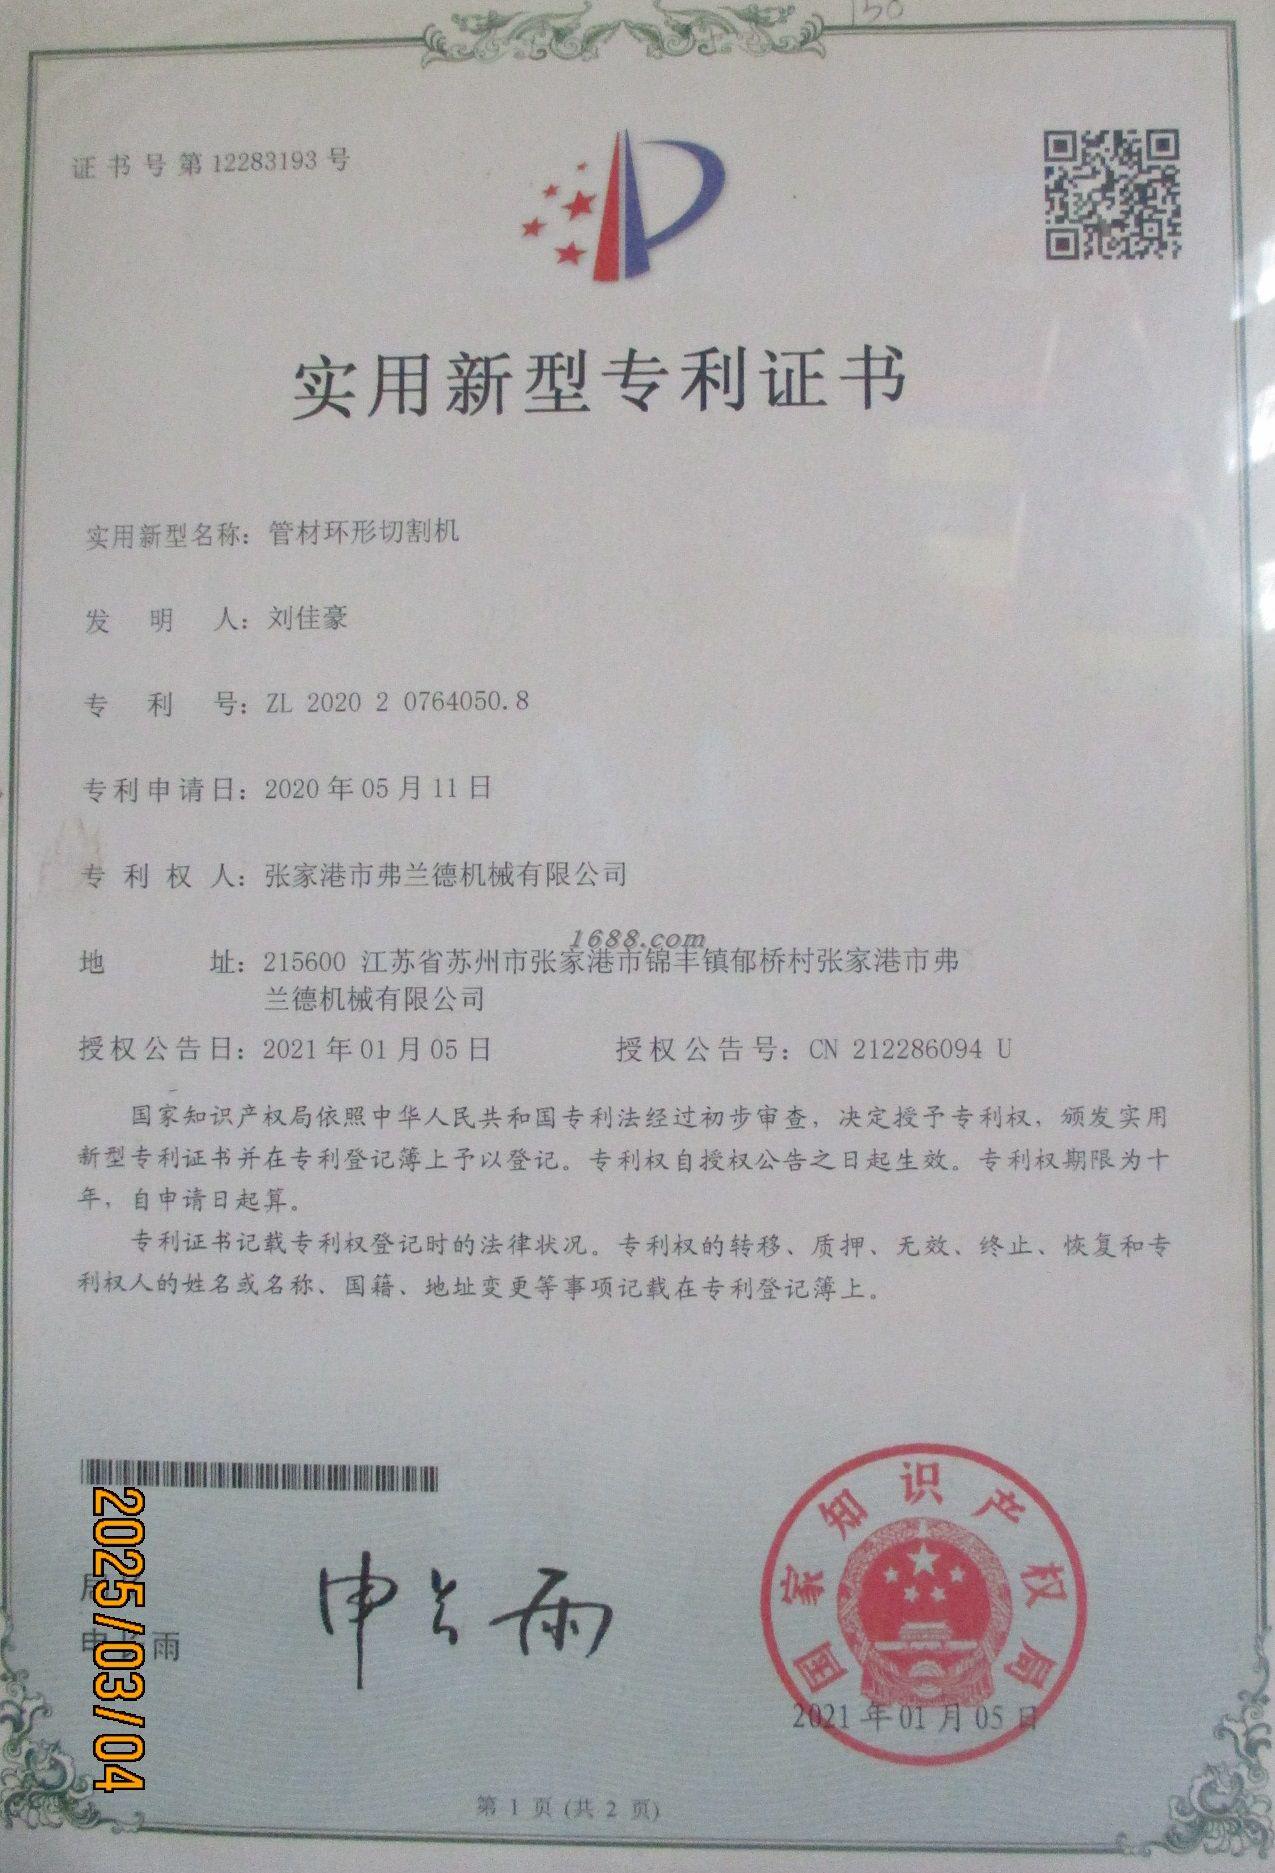 150
证书号第12283193号
实用新型专利证书
实用新型名称：管材环形切割机
发明人：刘佳豪
专利号：ZL 2020 2 0764050.8
专利申请日：2020年05月11日
专利权人：张家港市弗兰德机械有限公司
1688.com
地址：215600 江苏省苏州市张家港市锦丰镇郁桥村张家港市弗
兰德机械有限公司
授权公告日：2021年01月05日 授权公告号：CN 212286094 U
国家知识产权局依照中华人民共和国专利法经过初步审查，决定授予专利权，颁发实用
新型专利证书并在专利登记簿上予以登记。专利权自授权公告之日起生效。专利权期限为十
年，自申请日起算。
专利证书记载专利权登记时的法律状况。专利权的转移、质押、无效、终止、恢复和专
利权人的姓名或名称、国籍、地址变更等事项记载在专利登记簿上。
2025/03/04
局
申 雨
申长雨
国家知识产权局
2021年01月05日
第 1 页 (共 2 页)